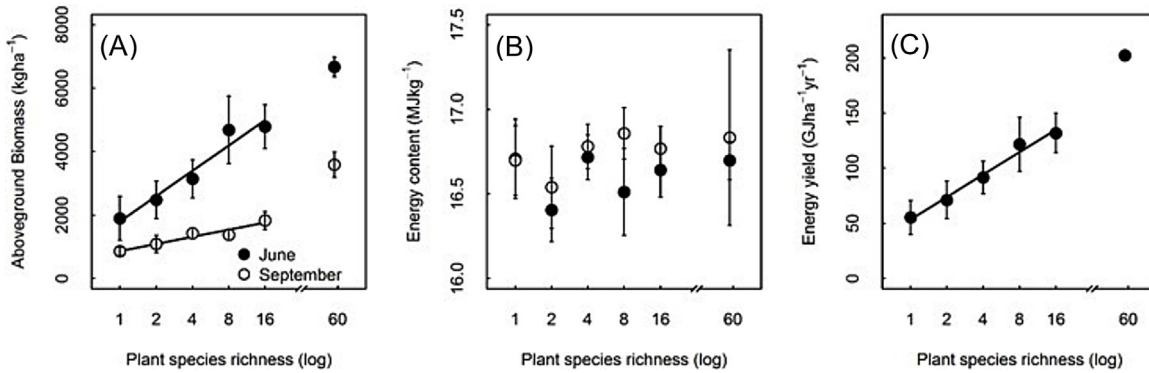 (A)
Aboveground Biomass (kgha⁻¹)
8000
6000
4000
2000
0
June
September
1 2 4 8 16 60
Plant species richness (log)
(B)
Energy content (MJkg⁻¹)
17.5
17.0
16.5
16.0
1 2 4 8 16 60
Plant species richness (log)
(C)
Energy yield (GJha⁻¹yr⁻¹)
200
150
100
50
0
1 2 4 8 16 60
Plant species richness (log)